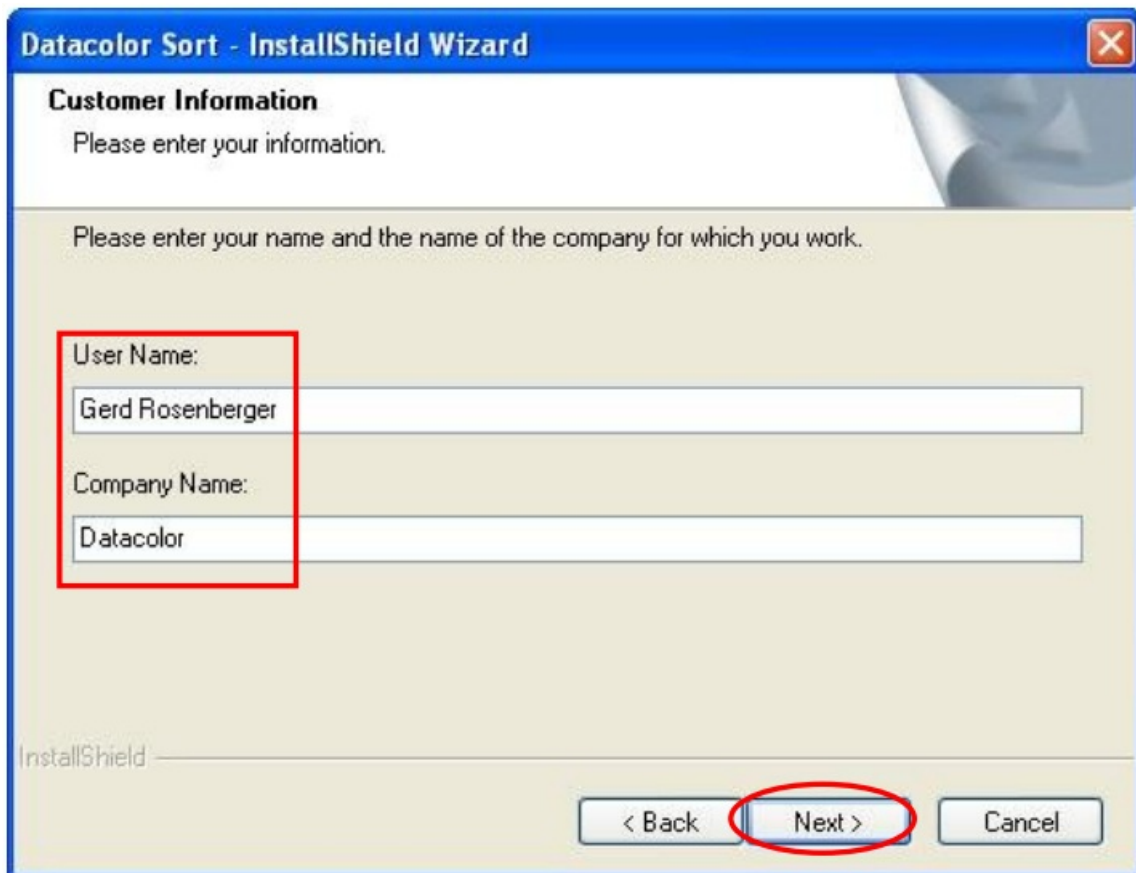 Datacolor Sort - InstallShield Wizard
Customer Information
Please enter your information.
Please enter your name and the name of the company for which you work.
User Name:
Gerd Rosenberger
Company Name:
Datacolor
InstallShield
< Back Next > Cancel